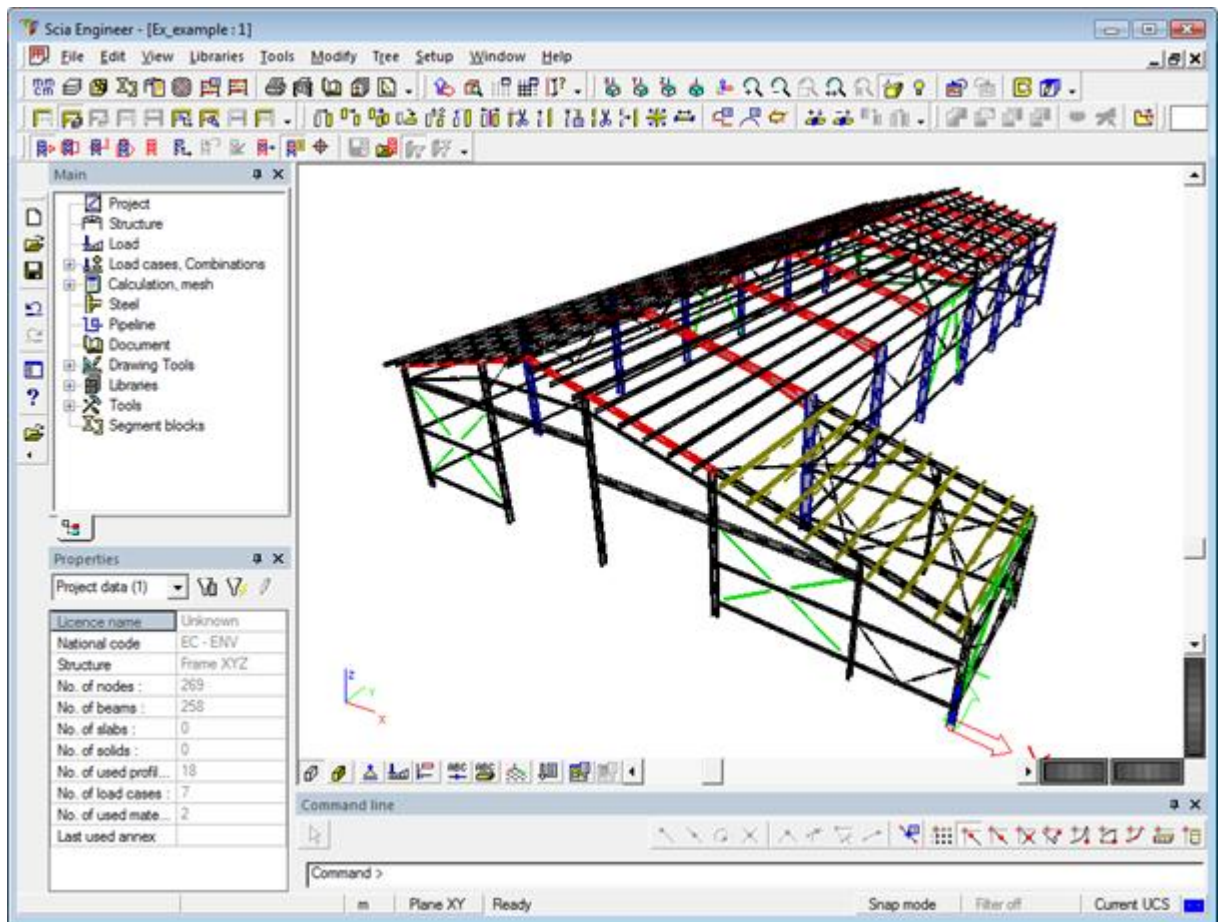 Scia Engineer - [Ex_example : 1]
File Edit View Libraries Tools Modify Tree Setup Window Help
Main
Project
Structure
Load
Load cases, Combinations
Calculation, mesh
Steel
Pipeline
Document
Drawing Tools
Libraries
Tools
Segment blocks
Properties
Project data (1)
Licence name Unknown
National code EC - ENV
Structure Frame XYZ
No. of nodes : 269
No. of beams : 258
No. of slabs : 0
No. of solids : 0
No. of used profil... 18
No. of load cases : 7
No. of used mate... 2
Last used annex
Z
Y
X
Command line
Command >
m Plane XY Ready Snap mode Filter off Current UCS